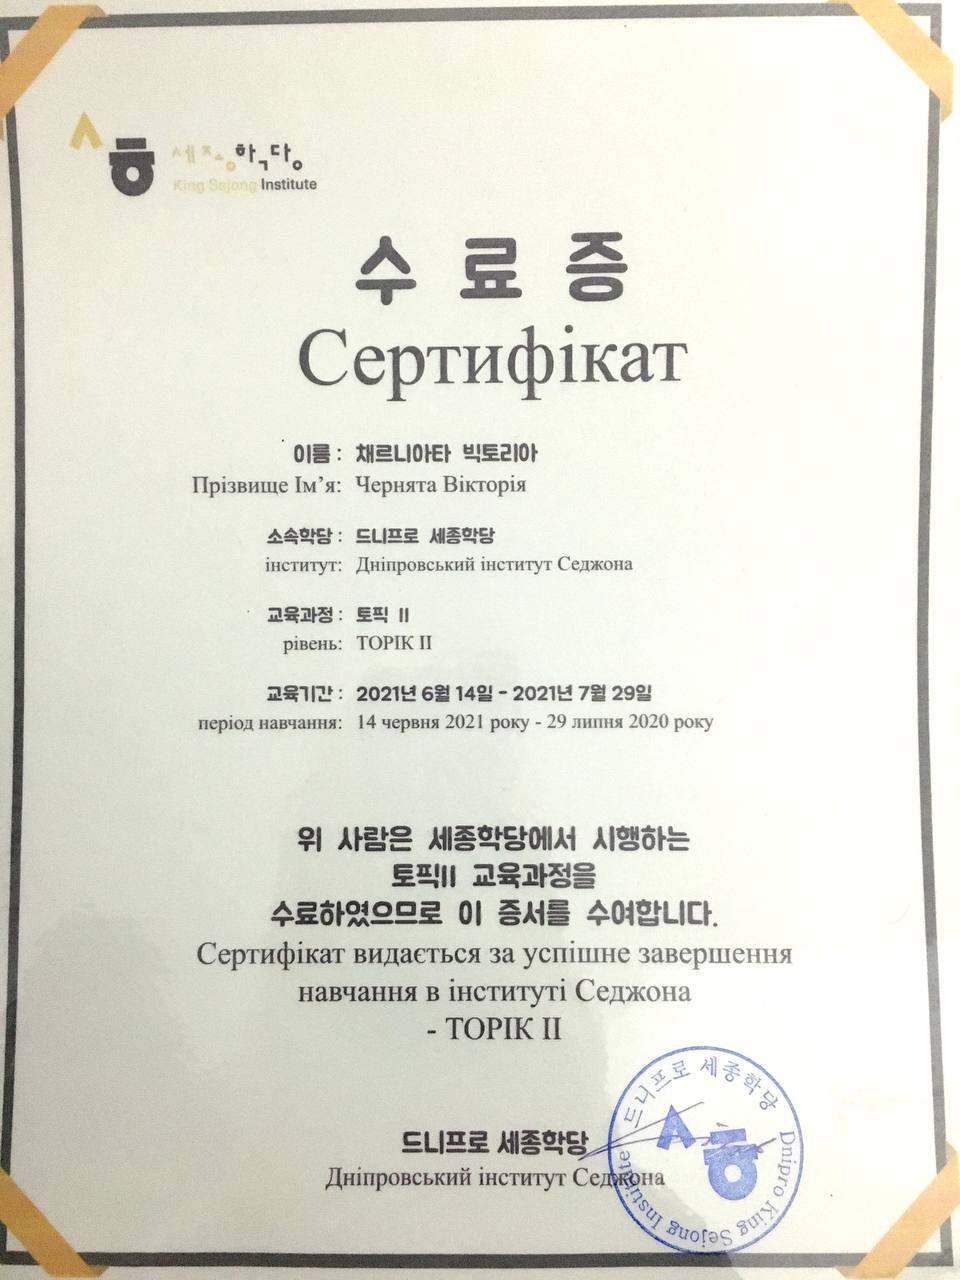 세종학당
King Sejong Institute
수료증
Сертифікат
이름 : 채르니아타 빅토리아
Прізвище Ім’я: Чернята Вікторія
소속학당 : 드니프로 세종학당
інститут: Дніпровський інститут Седжона
교육과정 : 토픽 II
рівень: TOPIK II
교육기간 : 2021년 6월 14일 - 2021년 7월 29일
період навчання: 14 червня 2021 року - 29 липня 2020 року
위 사람은 세종학당에서 시행하는
토픽II 교육과정을
수료하였으므로 이 증서를 수여합니다.
Сертифікат видається за успішне завершення
навчання в інституті Седжона
- TOPIK II
드니프로 세종학당
Дніпровський інститут Седжона
드니프로 세종학당
Dnipro King Sejong Institute